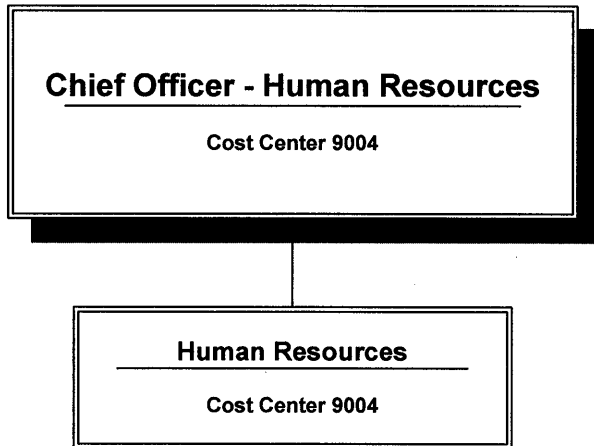 Chief Officer - Human Resources
Cost Center 9004
Human Resources
Cost Center 9004